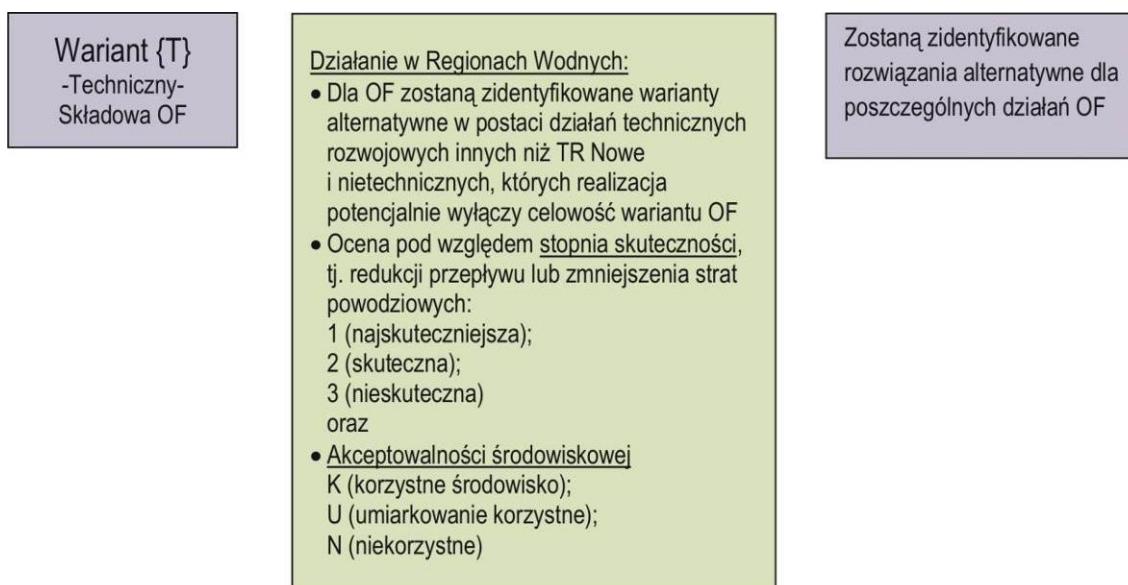 Wariant {T}
-Techniczny-
Składowa OF
Działanie w Regionach Wodnych:
• Dla OF zostaną zidentyfikowane warianty
alternatywne w postaci działań technicznych
rozwojowych innych niż TR Nowe
i nietechnicznych, których realizacja
potencjalnie wyłączy celowość wariantu OF
• Ocena pod względem stopnia skuteczności,
tj. redukcji przepływu lub zmniejszenia strat
powodziowych:
1 (najskuteczniejsza);
2 (skuteczna);
3 (nieskuteczna)
oraz
• Akceptowalności środowiskowej
K (korzystne środowisko);
U (umiarkowanie korzystne);
N (niekorzystne)
Zostaną zidentyfikowane
rozwiązania alternatywne dla
poszczególnych działań OF